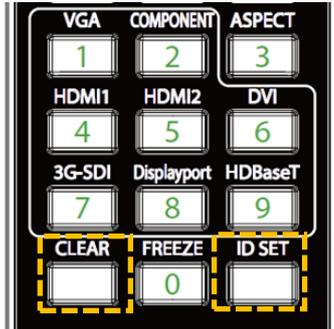 VGA COMPONENT ASPECT
1 2 3
HDMI1 HDMI2 DVI
4 5 6
3G-SDI Displayport HDBaseT
7 8 9
CLEAR FREEZE ID SET
0